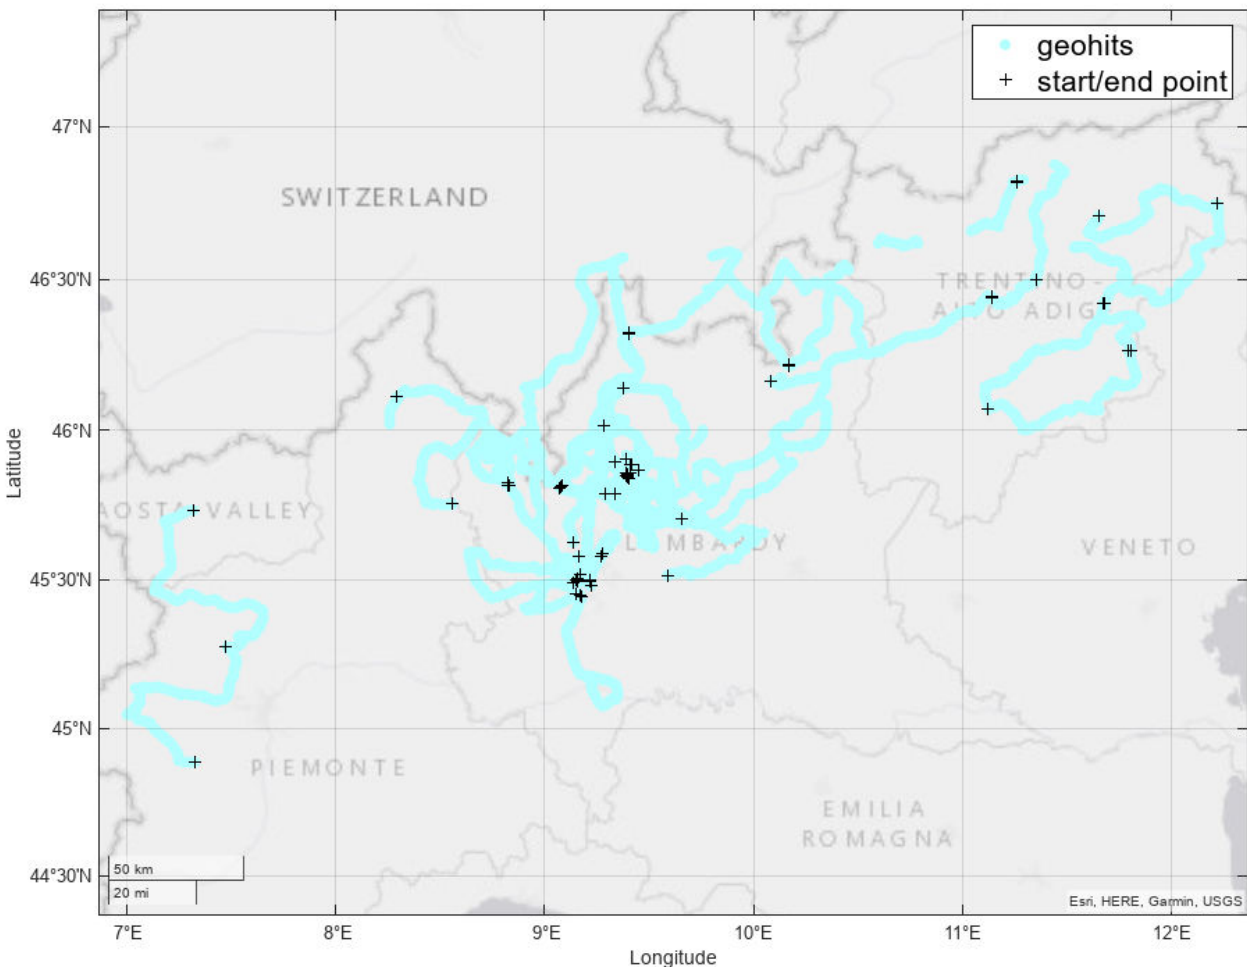 geohits
start/end point
47°N
SWITZERLAND
46°30'N
TRENTINO-
ALTO ADIG
46°N
Latitude
AOSTA VALLEY
LOMBARDY
VENETO
45°30'N
45°N
PIEMONTE
EMILIA
ROMAGNA
50 km
20 mi
44°30'N
Esri, HERE, Garmin, USGS
7°E
8°E
9°E
10°E
11°E
12°E
Longitude